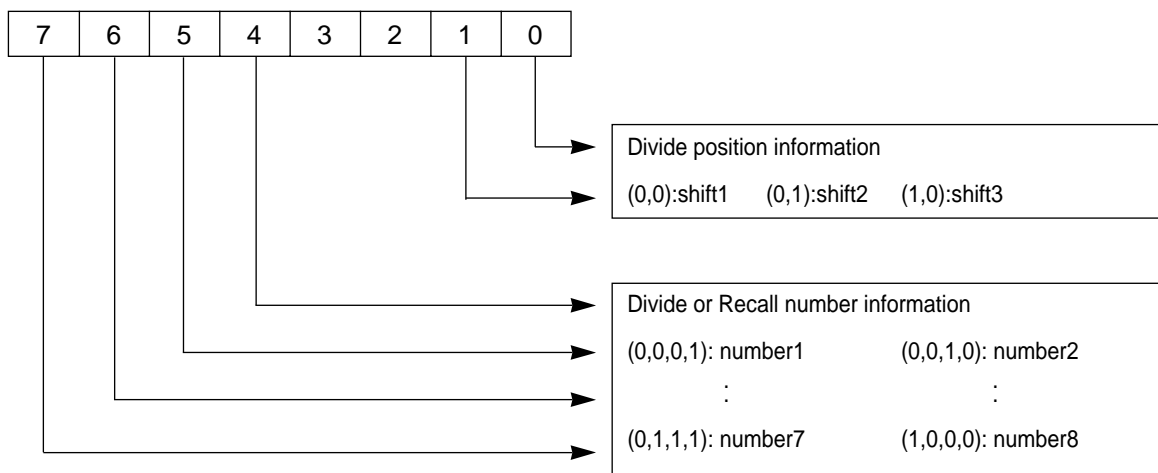 7 6 5 4 3 2 1 0
Divide position information
(0,0):shift1 (0,1):shift2 (1,0):shift3
Divide or Recall number information
(0,0,0,1): number1 (0,0,1,0): number2
: :
(0,1,1,1): number7 (1,0,0,0): number8